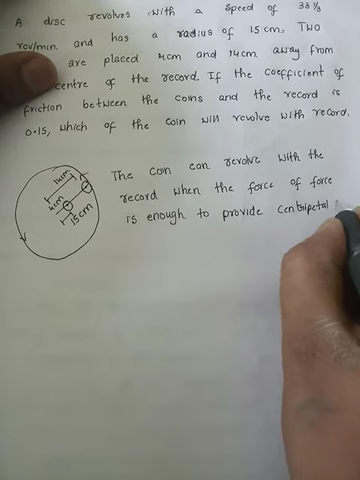 A disc revolves with a speed of 33 1/3
rev/min. and has a radius of 15 cm. Two
are placed 4cm and 14cm away from
centre of the record. If the coefficient of
friction between the coins and the record is
0.15, which of the coin will revolve with record.
The coin can revolve with the
record when the force of force
is enough to provide centripetal
14cm
4cm
15cm